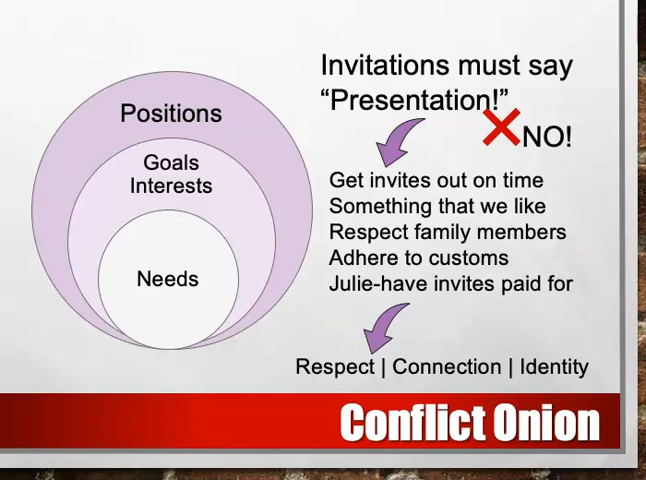 Positions
Goals
Interests
Needs
Invitations must say
“Presentation!”
NO!
Get invites out on time
Something that we like
Respect family members
Adhere to customs
Julie-have invites paid for
Respect | Connection | Identity
Conflict Onion